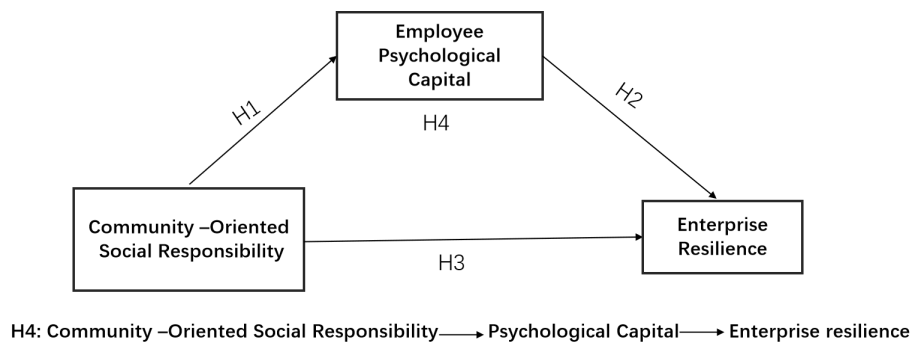 Employee
Psychological
Capital
H1
H2
H4
Community –Oriented
Social Responsibility
Enterprise
Resilience
H3
H4: Community –Oriented Social Responsibility Psychological Capital Enterprise resilience